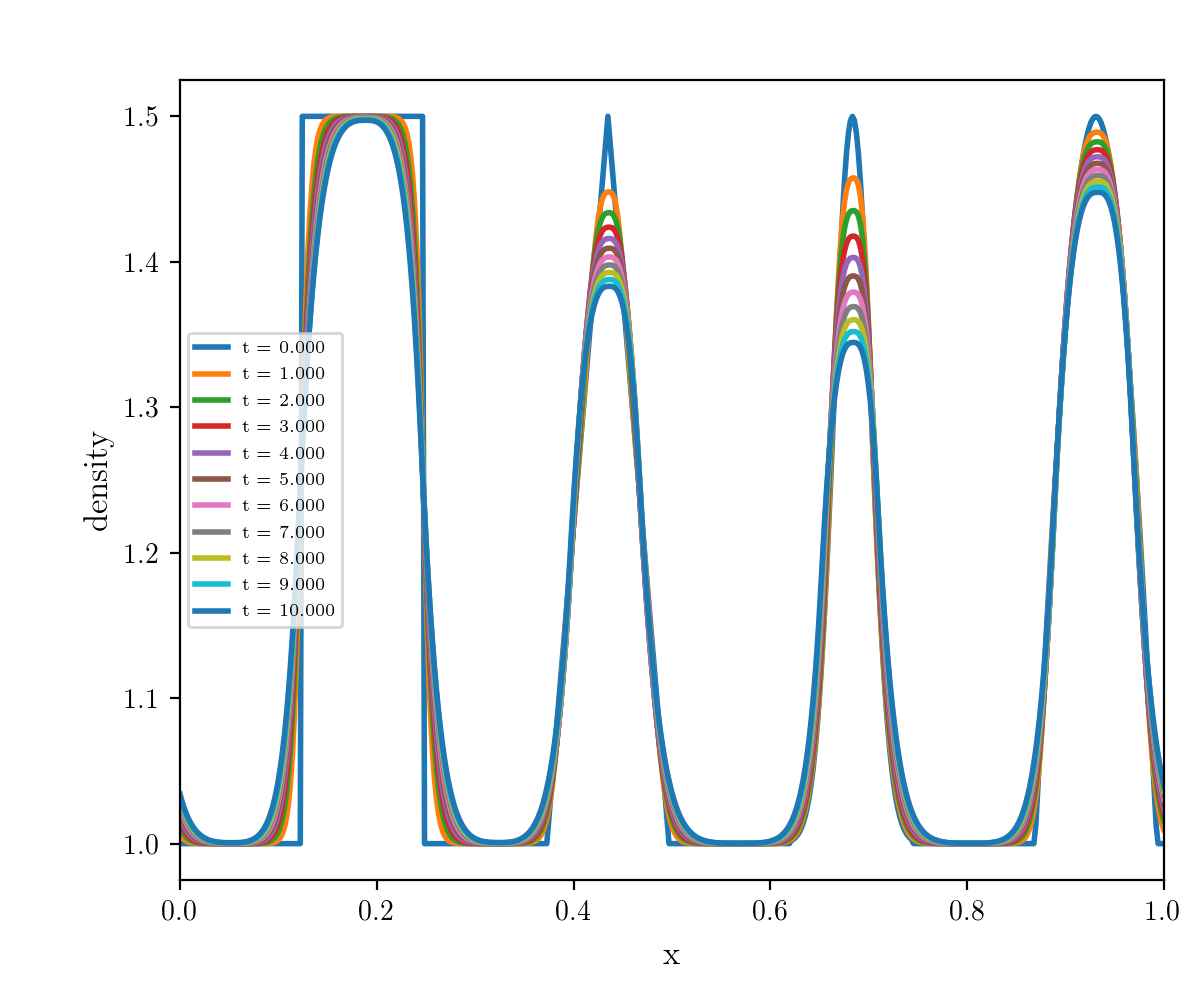 1.5
1.4
1.3
1.2
1.1
1.0
density
t = 0.000
t = 1.000
t = 2.000
t = 3.000
t = 4.000
t = 5.000
t = 6.000
t = 7.000
t = 8.000
t = 9.000
t = 10.000
0.0 0.2 0.4 0.6 0.8 1.0
x